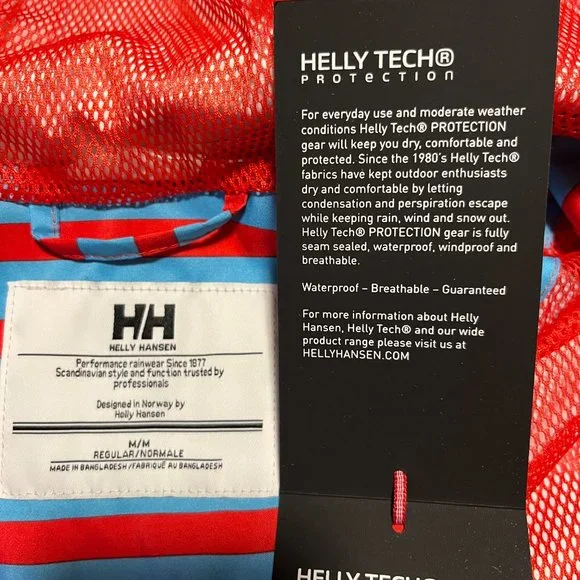 HELLY TECH®
PROTECTION
For everyday use and moderate weather
conditions Helly Tech® PROTECTION
gear will keep you dry, comfortable and
protected. Since the 1980's Helly Tech®
fabrics have kept outdoor enthusiasts
dry and comfortable by letting
condensation and perspiration escape
while keeping rain, wind and snow out.
Helly Tech® PROTECTION gear is fully
seam sealed, waterproof, windproof and
breathable.
Waterproof – Breathable – Guaranteed
For more information about Helly
Hansen, Helly Tech® and our wide
product range please visit us at
HELLYHANSEN.COM
HELLY TECH®
HH
HELLY HANSEN
Performance rainwear Since 1877
Scandinavian style and function trusted by
professionals
Designed in Norway by
Helly Hansen
M/M
REGULAR/NORMALE
MADE IN BANGLADESH/FABRIQUÉ AU BANGLADESH